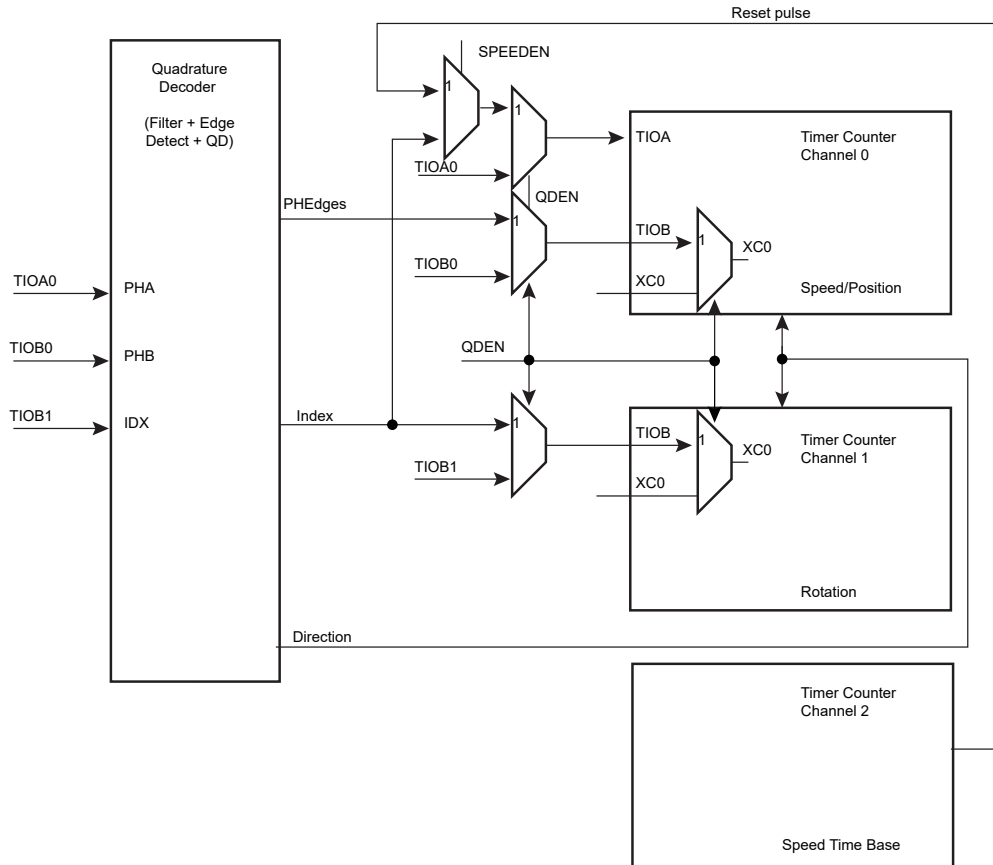 Reset pulse
SPEEDEN
Quadrature
Decoder
(Filter + Edge
Detect + QD)
1
1
TIOA
Timer Counter
Channel 0
TIOA0
QDEN
PHEdges
1
TIOB
1
XC0
TIOB0
XC0
Speed/Position
TIOA0
PHA
QDEN
TIOB0
PHB
TIOB1
IDX
Index
1
TIOB
1
Timer Counter
Channel 1
XC0
TIOB1
XC0
Rotation
Direction
Timer Counter
Channel 2
Speed Time Base